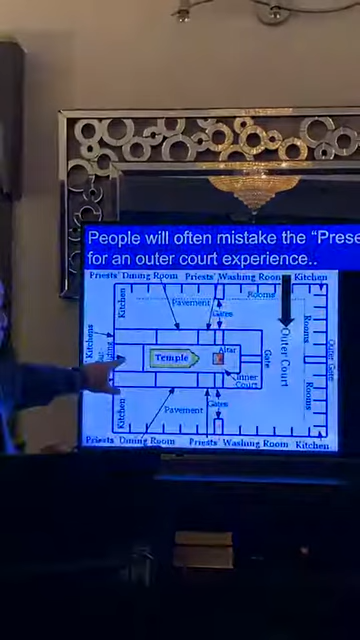 People will often mistake the “Prese
for an outer court experience..
Priests' Dining Room Priests' Washing Room Kitchen
Kitchen
Rooms
Pavement
Gates
Rooms
Outer Court
Kitchens
Temple
Altar
Gate
Outer Gate
Inner
Court
Rooms
Kitchen
Pavement
Gates
Priests' Dining Room Priests' Washing Room Kitchen